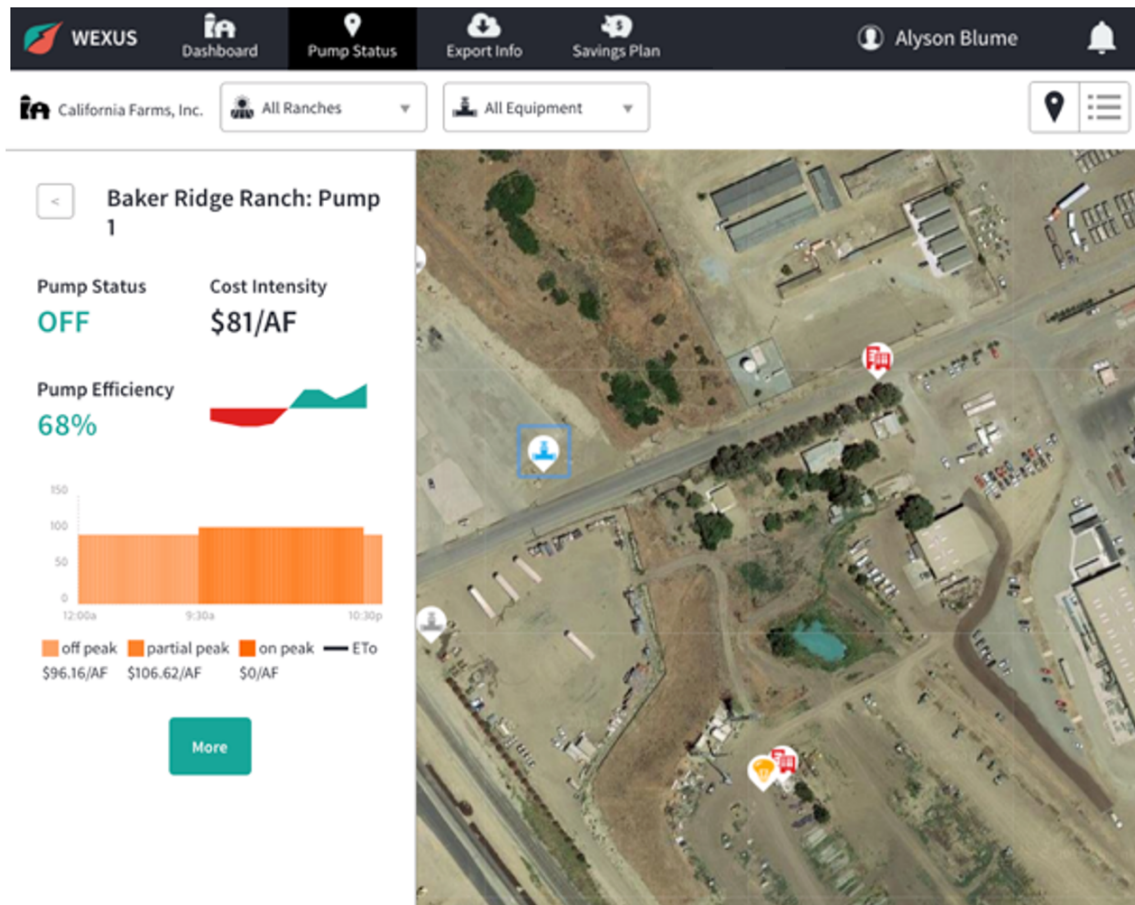 WEXUS
Dashboard
Pump Status
Export Info
Savings Plan
Alyson Blume
California Farms, Inc.
All Ranches
All Equipment
<
Baker Ridge Ranch: Pump
1
Pump Status
Cost Intensity
OFF
$81/AF
Pump Efficiency
68%
150
100
50
0
12:00a
9:30a
10:30p
off peak
partial peak
on peak
ETo
$96.16/AF
$106.62/AF
$0/AF
More